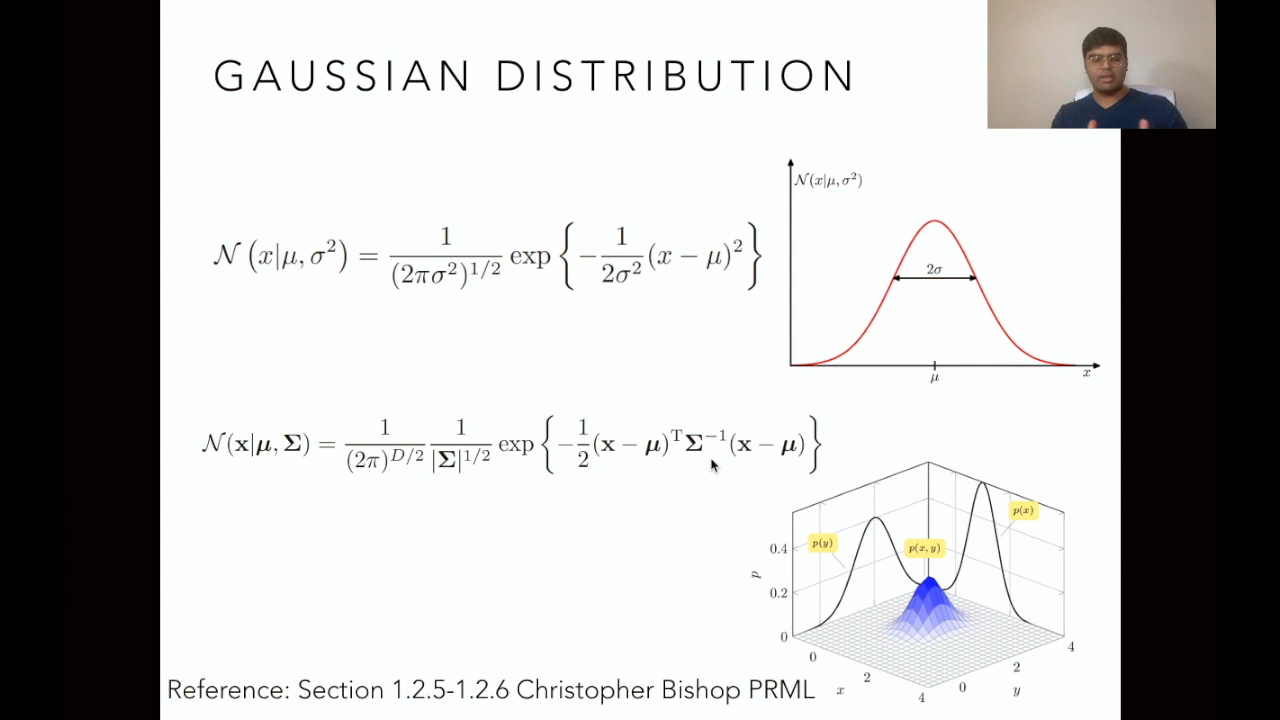 GAUSSIAN DISTRIBUTION
𝒩(x|μ, σ²)
𝒩(x|μ, σ²) = 1/(2πσ²)^{1/2} exp{−1/(2σ²) (x − μ)²}
2σ
μ
x
𝒩(𝐱|𝛍, 𝚺) = 1/(2π)^{D/2} 1/|𝚺|^{1/2} exp{−1/2 (𝐱 − 𝛍)^T 𝚺^{−1} (𝐱 − 𝛍)}
p(x)
p(y)
p(x, y)
0.4
p
0.2
0
0
2
4
x
0
2
4
y
Reference: Section 1.2.5-1.2.6 Christopher Bishop PRML